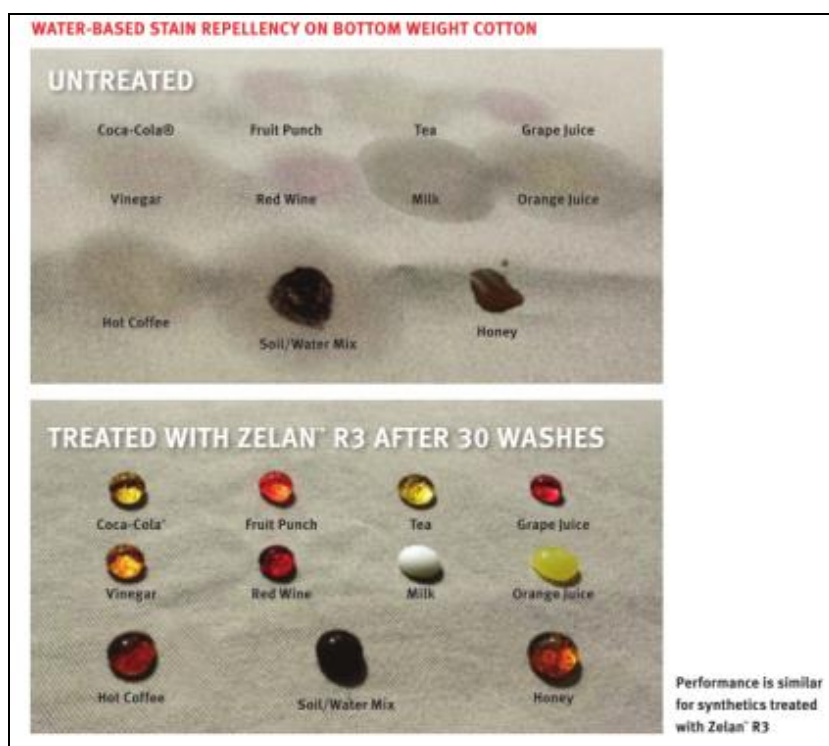 WATER-BASED STAIN REPELLENCY ON BOTTOM WEIGHT COTTON
UNTREATED
Coca-Cola® Fruit Punch Tea Grape Juice
Vinegar Red Wine Milk Orange Juice
Hot Coffee Soil/Water Mix Honey
TREATED WITH ZELAN™ R3 AFTER 30 WASHES
Coca-Cola® Fruit Punch Tea Grape Juice
Vinegar Red Wine Milk Orange Juice
Hot Coffee Soil/Water Mix Honey
Performance is similar
for synthetics treated
with Zelan™ R3